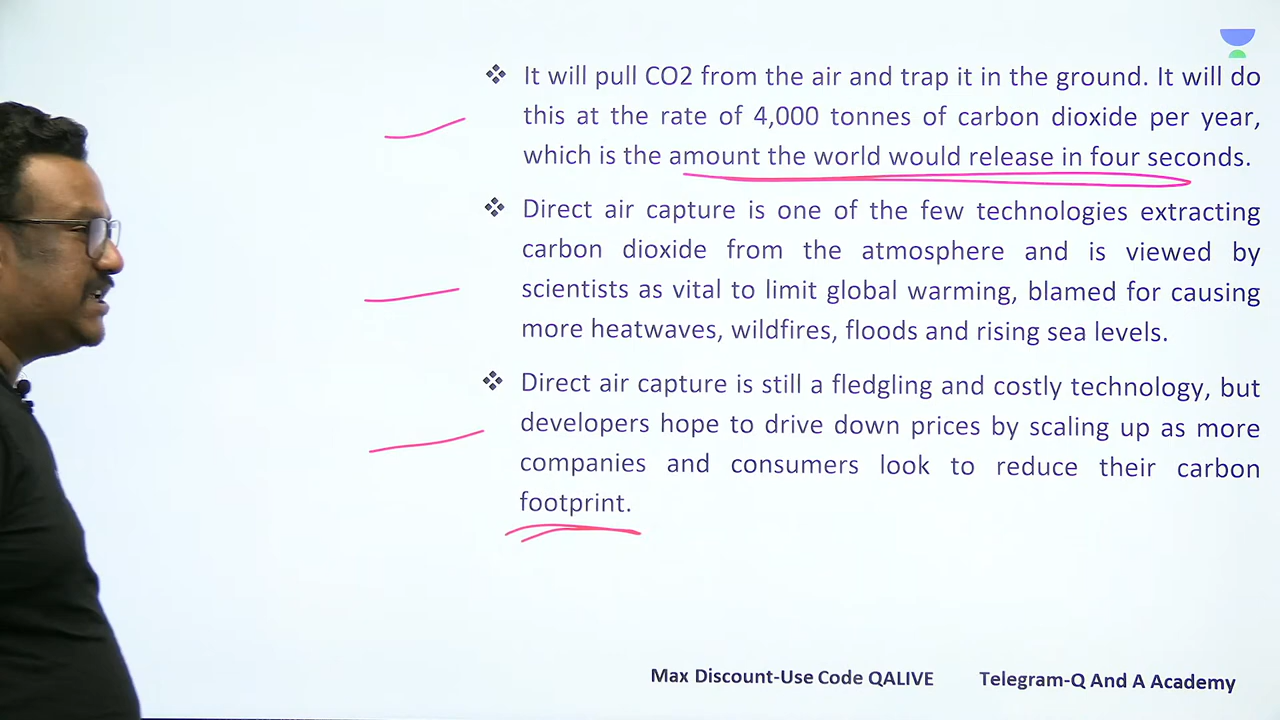 ❖ It will pull CO2 from the air and trap it in the ground. It will do
this at the rate of 4,000 tonnes of carbon dioxide per year,
which is the amount the world would release in four seconds.
❖ Direct air capture is one of the few technologies extracting
carbon dioxide from the atmosphere and is viewed by
scientists as vital to limit global warming, blamed for causing
more heatwaves, wildfires, floods and rising sea levels.
❖ Direct air capture is still a fledgling and costly technology, but
developers hope to drive down prices by scaling up as more
companies and consumers look to reduce their carbon
footprint.
Max Discount-Use Code QALIVE Telegram-Q And A Academy